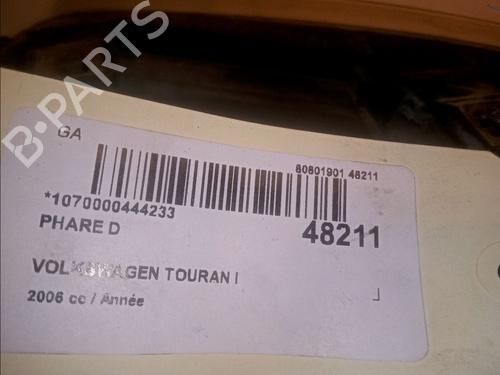 B-PARTS
GA
80801901 48211
*1070000444233
PHARE D
48211
VOLKSWAGEN TOURAN I
2006 cc / Année